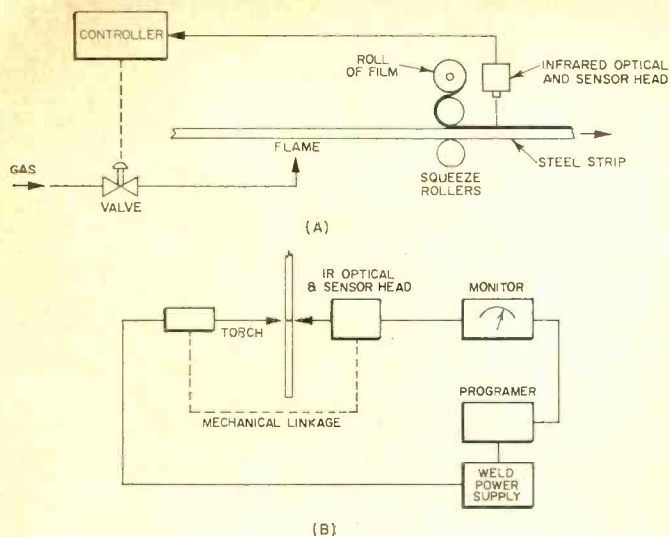 CONTROLLER
ROLL
OF FILM
INFRARED OPTICAL
AND SENSOR HEAD
FLAME
STEEL STRIP
GAS
VALVE
SQUEEZE
ROLLERS
(A)
IR OPTICAL
& SENSOR HEAD
MONITOR
TORCH
PROGRAMER
MECHANICAL LINKAGE
WELD
POWER
SUPPLY
(B)